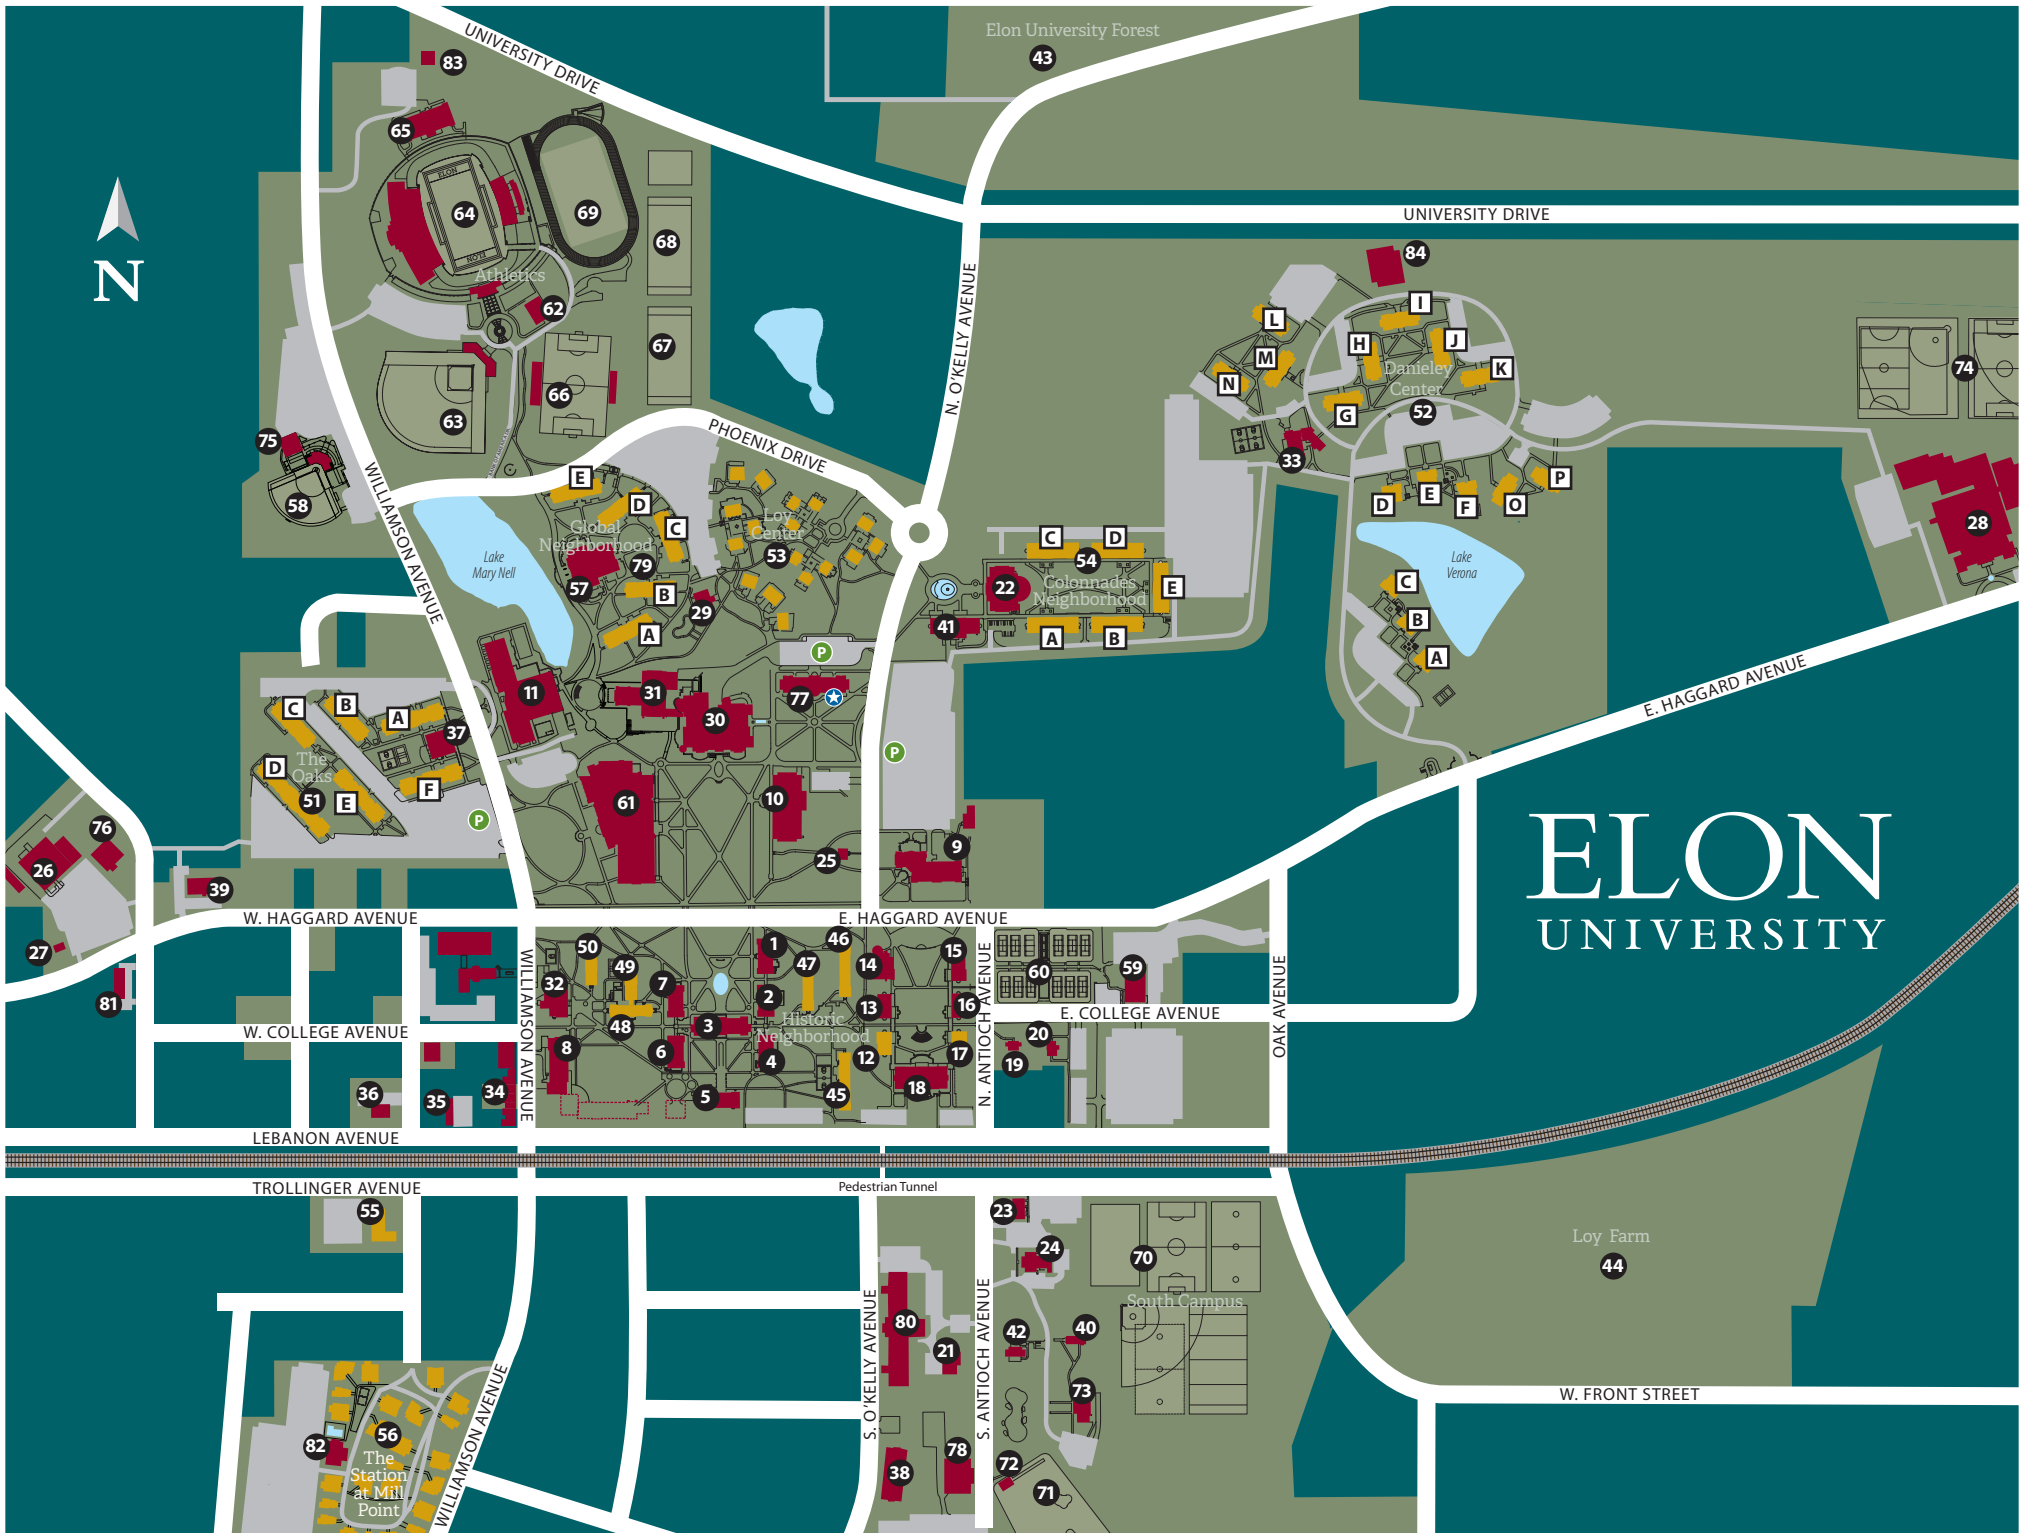 Elon University Forest
43
UNIVERSITY DRIVE
83
65
ELON
64
69
68
UNIVERSITY DRIVE
N
ELON
Athletics
62
67
66
63
N. O'KELLY AVENUE
84
I
L
H
J
M
Danieley
Center
K
N
G
52
74
33
P
D
E
F
O
28
75
58
WILLIAMSON AVENUE
PHOENIX DRIVE
E
D
C
Global
Neighborhood
Loy
Center
53
Lake
Mary Nell
79
57
B
29
A
C
D
54
22
Colonnades
Neighborhood
E
41
A
B
Lake
Verona
C
B
A
E. HAGGARD AVENUE
P
11
31
77
30
C
B
A
37
The
Oaks
D
51
E
F
P
P
61
10
25
9
76
26
39
27
81
ELON
UNIVERSITY
W. HAGGARD AVENUE
E. HAGGARD AVENUE
WILLIAMSON AVENUE
50
49
32
7
48
8
6
1
46
47
14
15
2
3
13
16
Historic
Neighborhood
4
12
17
5
45
18
N. ANTIOCH AVENUE
60
59
E. COLLEGE AVENUE
20
19
OAK AVENUE
W. COLLEGE AVENUE
36
35
34
LEBANON AVENUE
TROLLINGER AVENUE
Pedestrian Tunnel
55
23
24
70
South Campus
Loy Farm
44
80
21
42
40
73
S. O'KELLY AVENUE
S. ANTIOCH AVENUE
W. FRONT STREET
82
56
The
Station
at Mill
Point
WILLIAMSON AVENUE
38
78
72
71